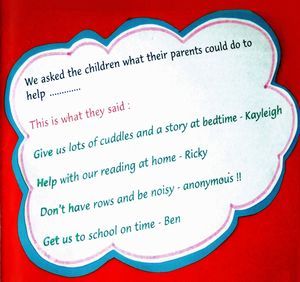 We asked the children what their parents could do to
help .............
This is what they said :
Give us lots of cuddles and a story at bedtime - Kayleigh
Help with our reading at home - Ricky
Don't have rows and be noisy - anonymous !!
Get us to school on time - Ben